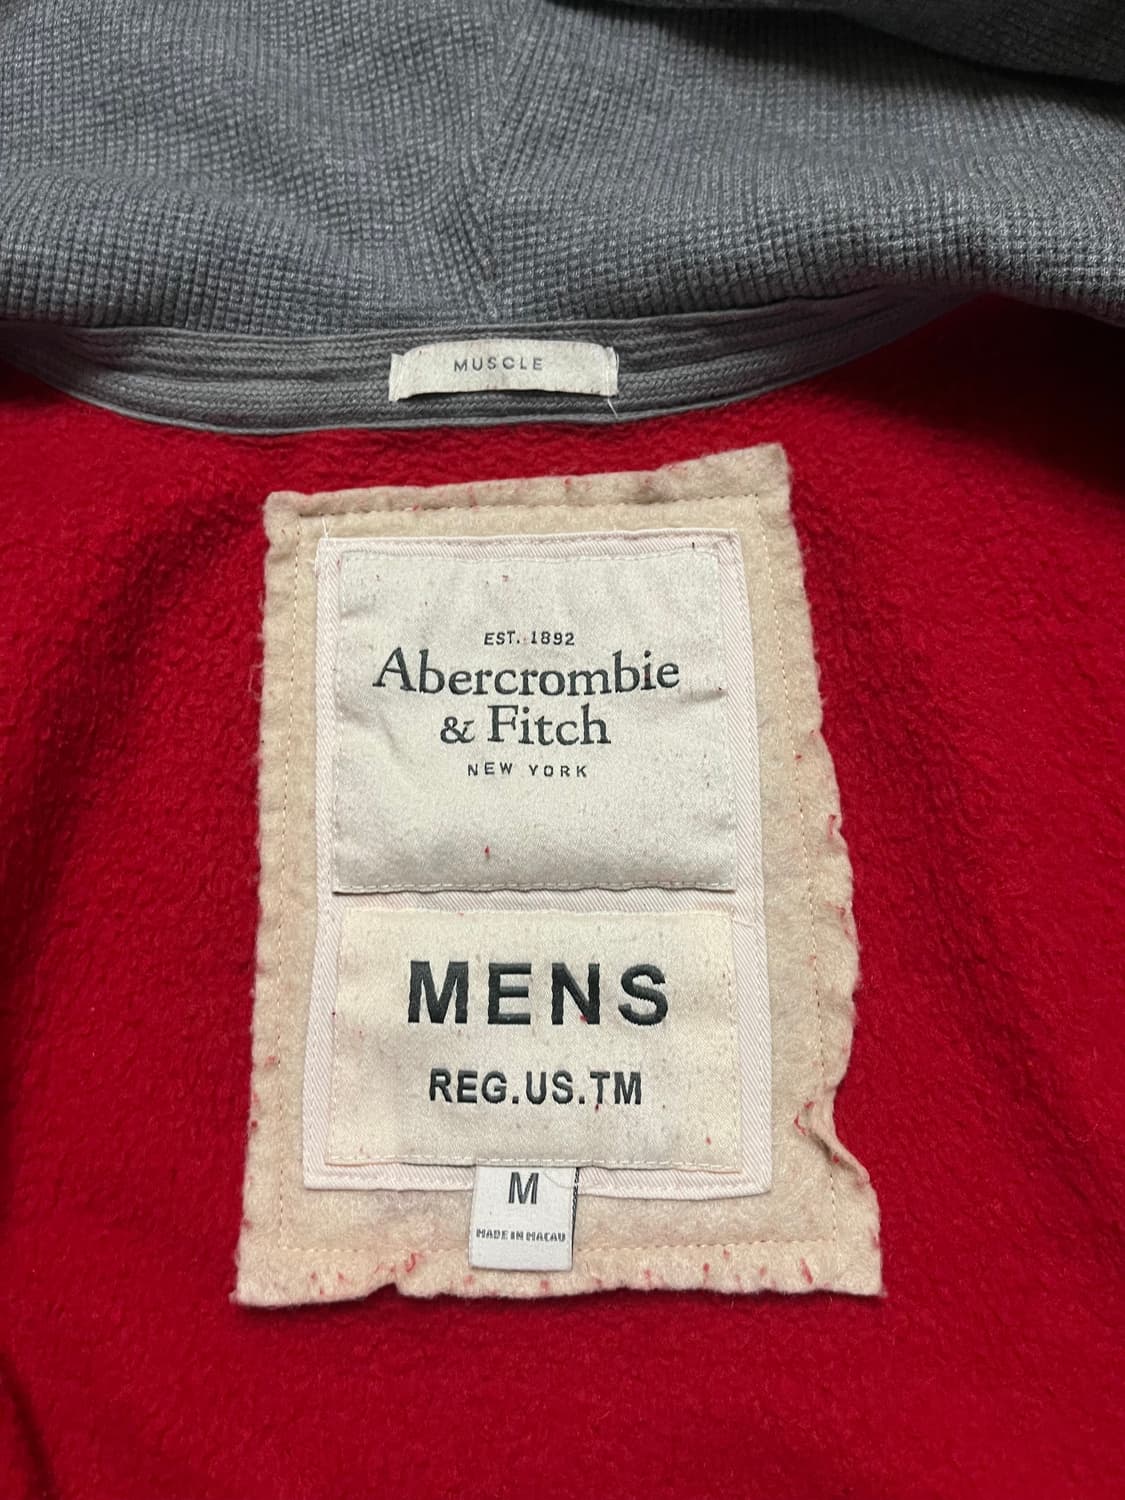 MUSCLE
EST. 1892
Abercrombie
& Fitch
NEW YORK
MENS
REG.US.TM
M
MADE IN MACAU